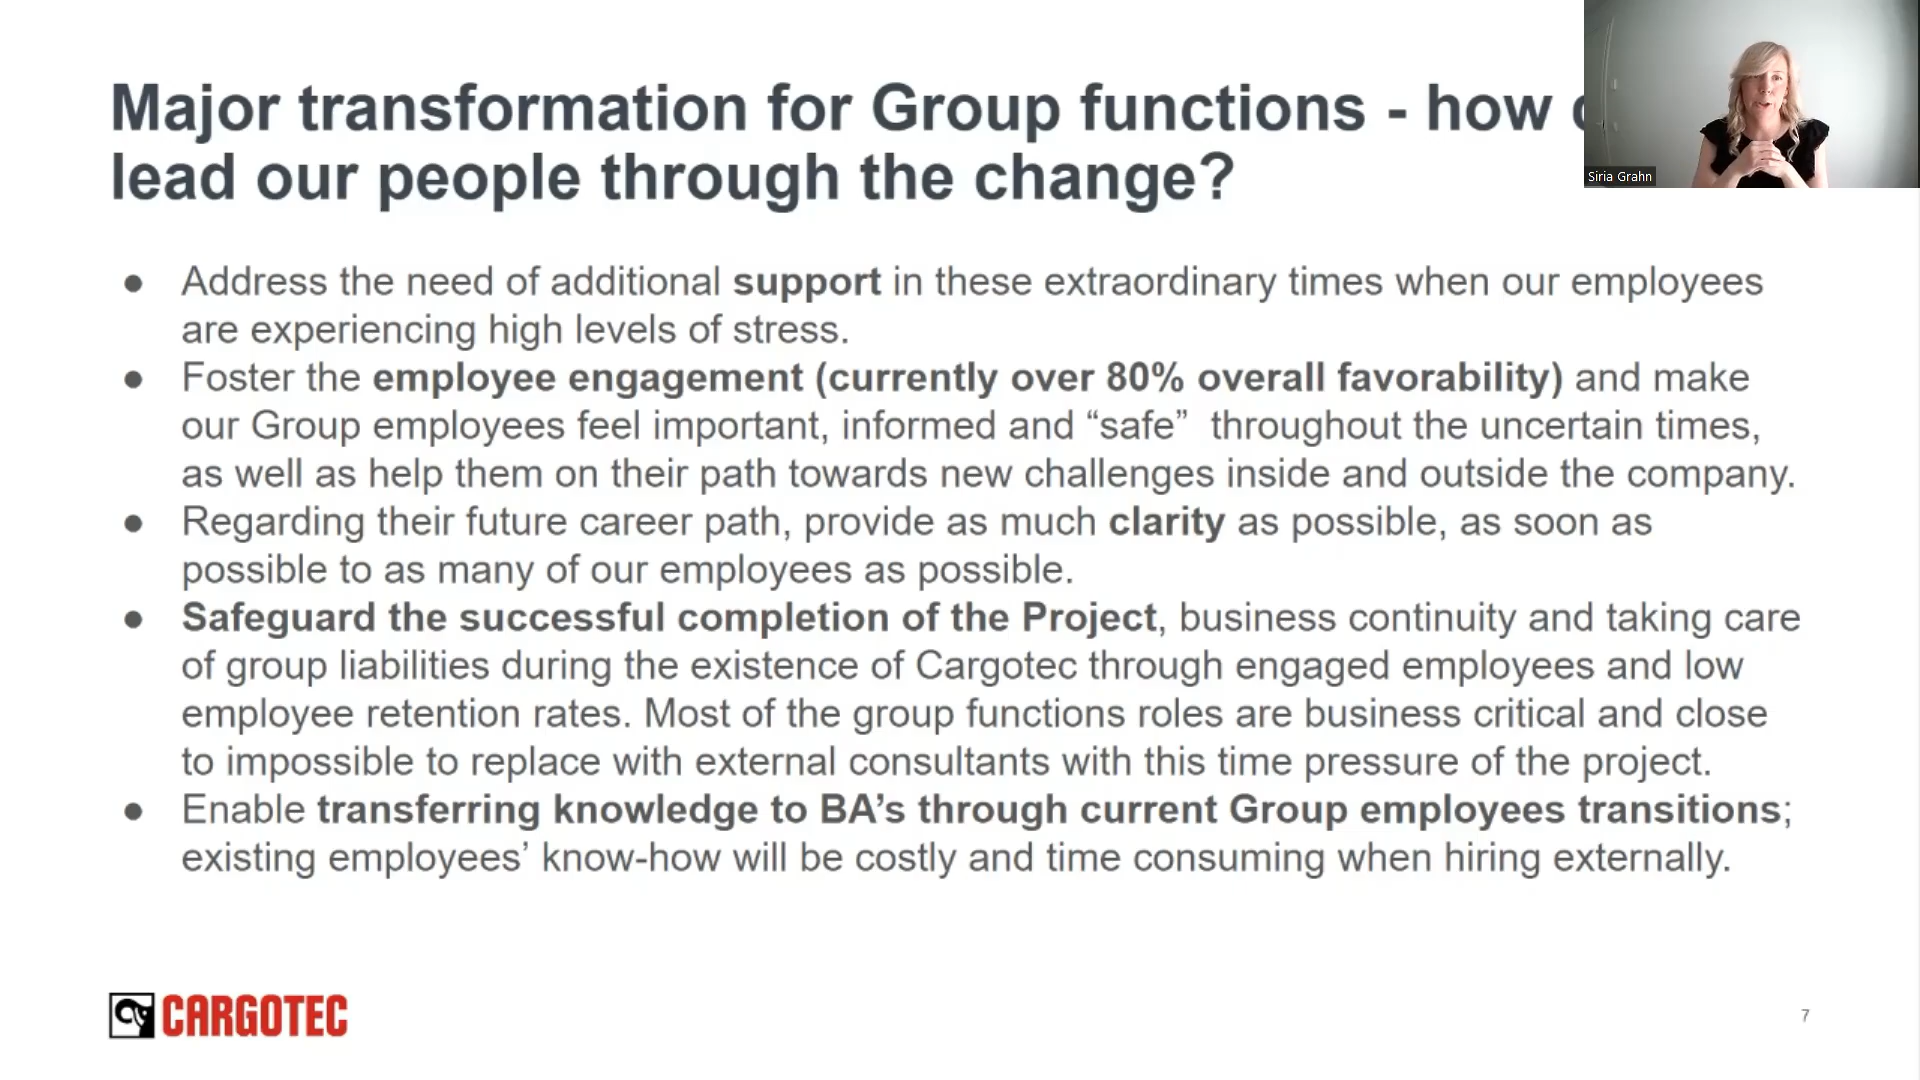 Major transformation for Group functions - how
lead our people through the change?
Siria Grahn
● Address the need of additional support in these extraordinary times when our employees
are experiencing high levels of stress.
● Foster the employee engagement (currently over 80% overall favorability) and make
our Group employees feel important, informed and “safe”  throughout the uncertain times,
as well as help them on their path towards new challenges inside and outside the company.
● Regarding their future career path, provide as much clarity as possible, as soon as
possible to as many of our employees as possible.
● Safeguard the successful completion of the Project, business continuity and taking care
of group liabilities during the existence of Cargotec through engaged employees and low
employee retention rates. Most of the group functions roles are business critical and close
to impossible to replace with external consultants with this time pressure of the project.
● Enable transferring knowledge to BA’s through current Group employees transitions;
existing employees’ know-how will be costly and time consuming when hiring externally.
CARGOTEC
7